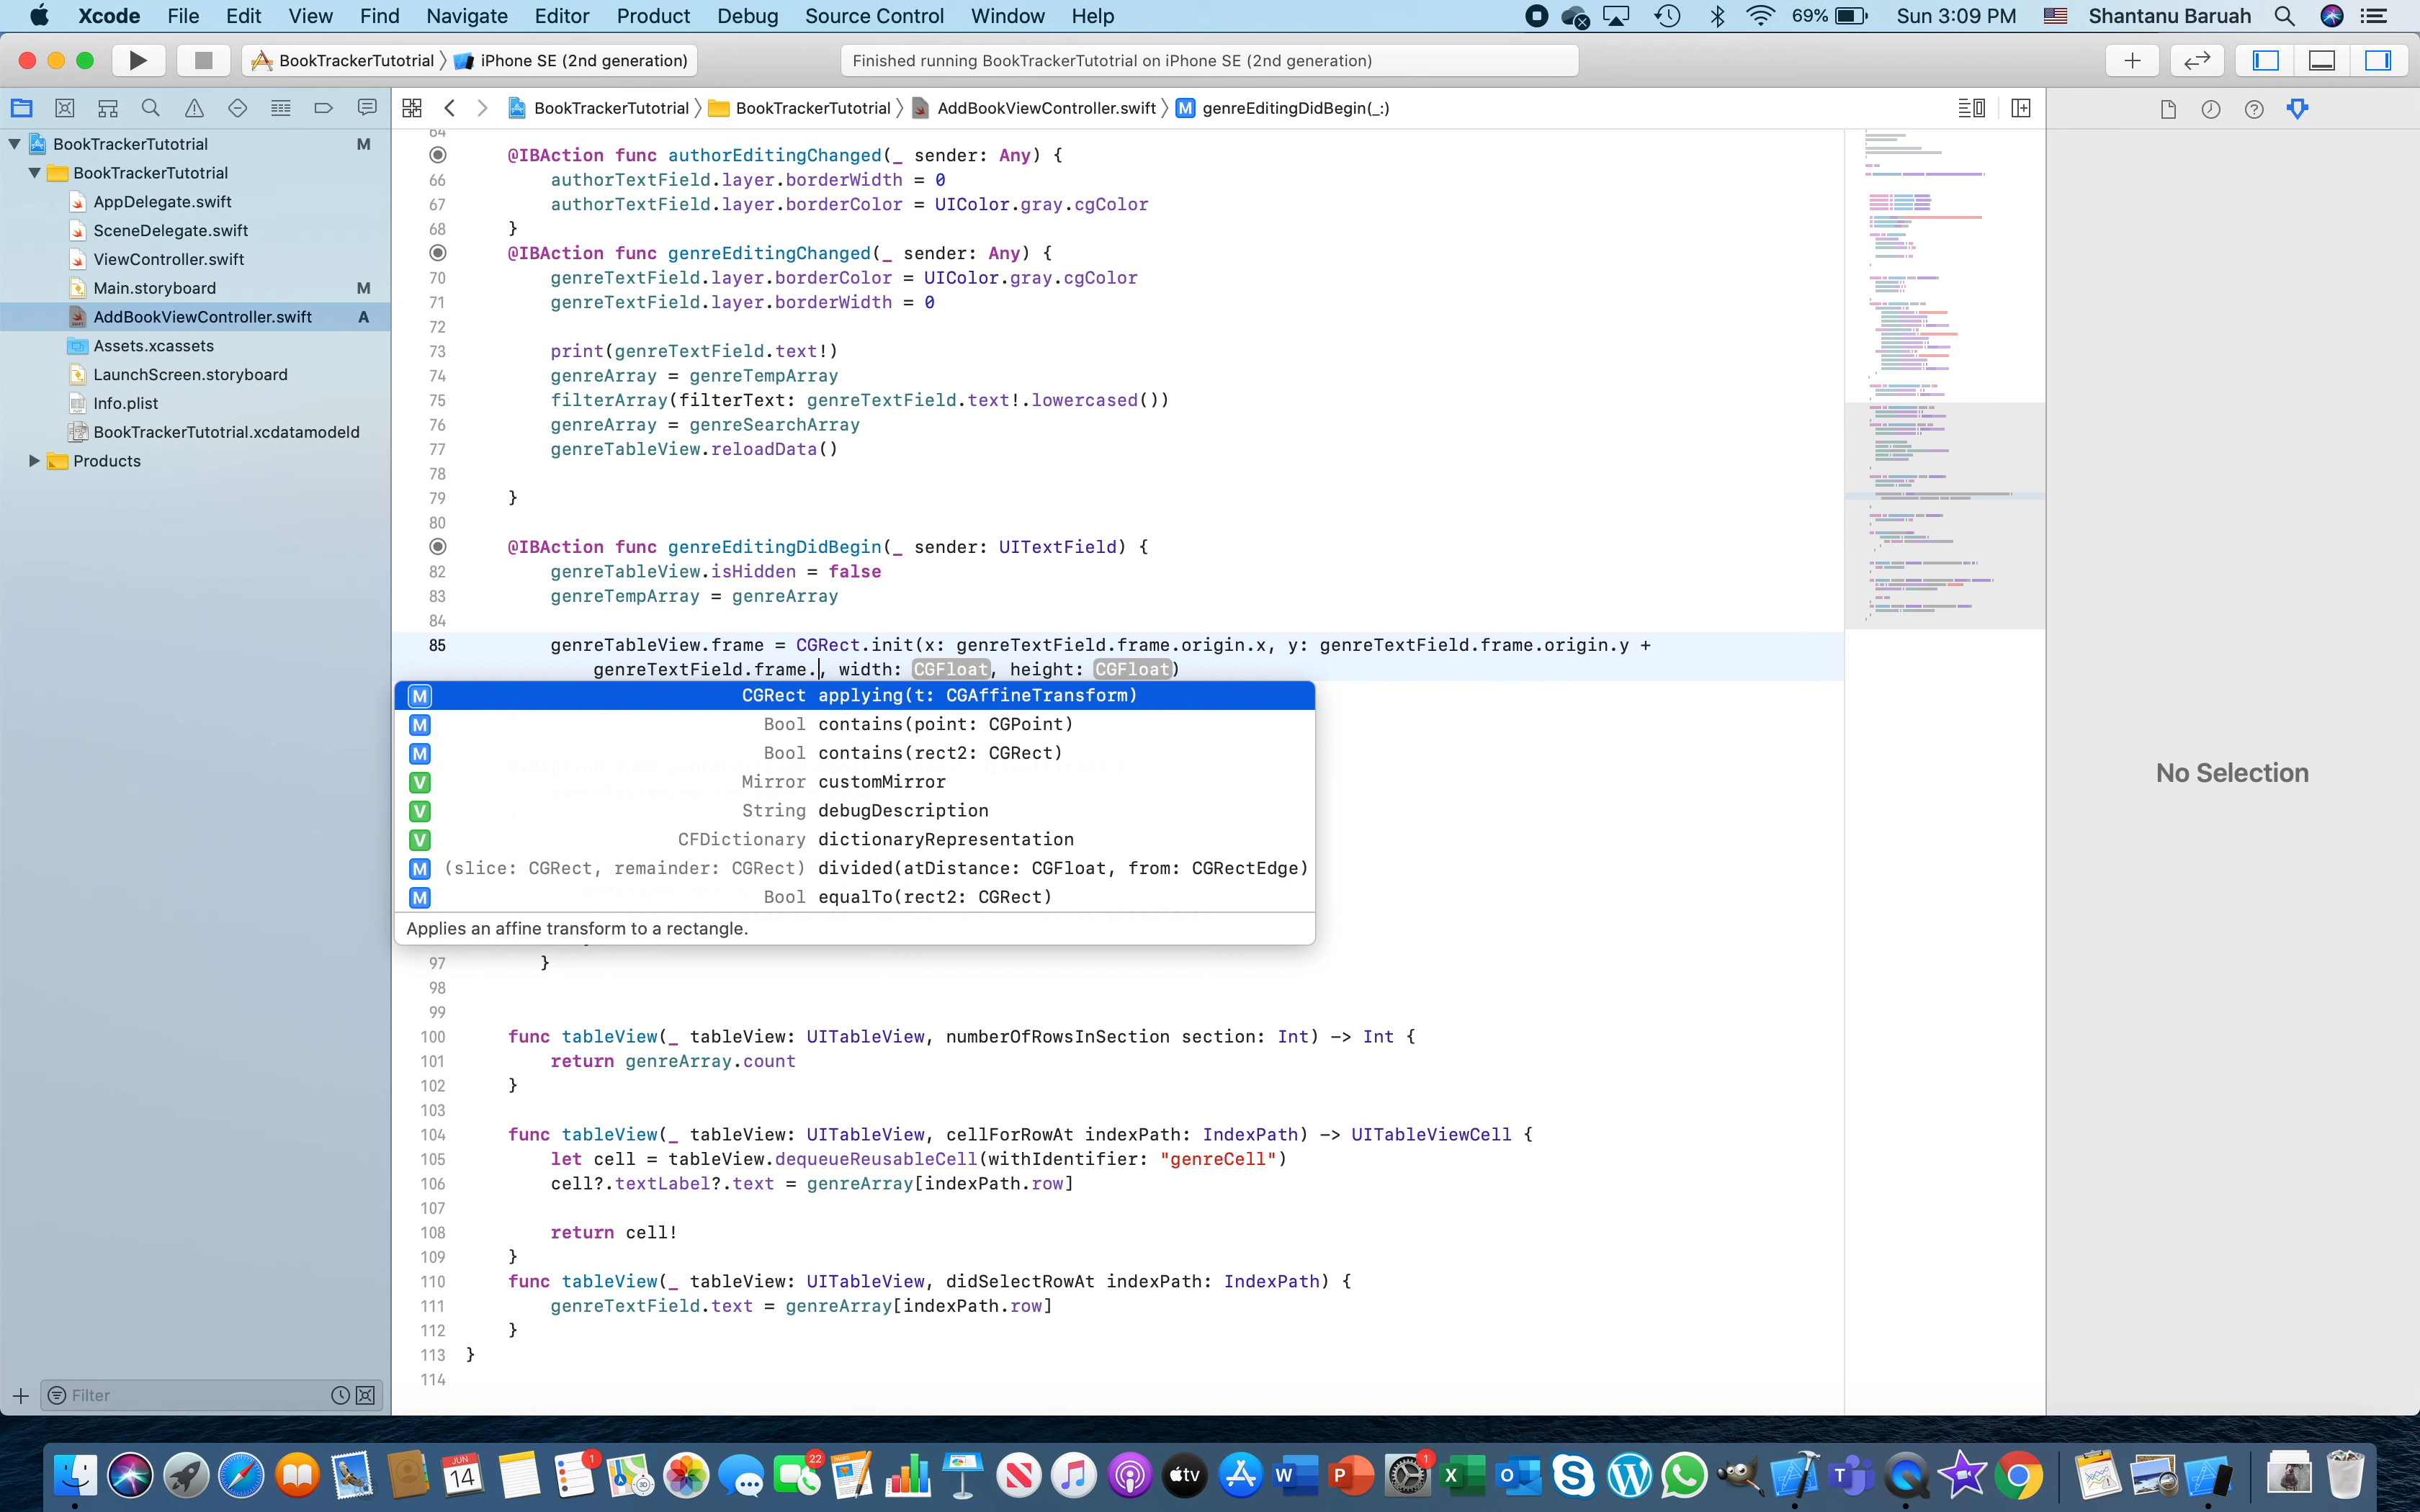 Xcode File Edit View Find Navigate Editor Product Debug Source Control Window Help 69% Sun 3:09 PM Shantanu Baruah
BookTrackerTutotrial iPhone SE (2nd generation) Finished running BookTrackerTutotrial on iPhone SE (2nd generation)
BookTrackerTutotrial BookTrackerTutotrial AddBookViewController.swift M genreEditingDidBegin(_:)
BookTrackerTutotrial M
BookTrackerTutotrial
AppDelegate.swift
SceneDelegate.swift
ViewController.swift
Main.storyboard M
AddBookViewController.swift A
Assets.xcassets
LaunchScreen.storyboard
Info.plist
BookTrackerTutotrial.xcdatamodeld
Products
Filter
64
@IBAction func authorEditingChanged(_ sender: Any) {
66 authorTextField.layer.borderWidth = 0
67 authorTextField.layer.borderColor = UIColor.gray.cgColor
68 }
@IBAction func genreEditingChanged(_ sender: Any) {
70 genreTextField.layer.borderColor = UIColor.gray.cgColor
71 genreTextField.layer.borderWidth = 0
72
73 print(genreTextField.text!)
74 genreArray = genreTempArray
75 filterArray(filterText: genreTextField.text!.lowercased())
76 genreArray = genreSearchArray
77 genreTableView.reloadData()
78
79 }
80
@IBAction func genreEditingDidBegin(_ sender: UITextField) {
82 genreTableView.isHidden = false
83 genreTempArray = genreArray
84
85 genreTableView.frame = CGRect.init(x: genreTextField.frame.origin.x, y: genreTextField.frame.origin.y +
genreTextField.frame., width: CGFloat, height: CGFloat)
M CGRect applying(t: CGAffineTransform)
M Bool contains(point: CGPoint)
M Bool contains(rect2: CGRect)
V Mirror customMirror
V String debugDescription
V CFDictionary dictionaryRepresentation
M (slice: CGRect, remainder: CGRect) divided(atDistance: CGFloat, from: CGRectEdge)
M Bool equalTo(rect2: CGRect)
Applies an affine transform to a rectangle.
97 }
98
99
100 func tableView(_ tableView: UITableView, numberOfRowsInSection section: Int) -> Int {
101 return genreArray.count
102 }
103
104 func tableView(_ tableView: UITableView, cellForRowAt indexPath: IndexPath) -> UITableViewCell {
105 let cell = tableView.dequeueReusableCell(withIdentifier: "genreCell")
106 cell?.textLabel?.text = genreArray[indexPath.row]
107
108 return cell!
109 }
110 func tableView(_ tableView: UITableView, didSelectRowAt indexPath: IndexPath) {
111 genreTextField.text = genreArray[indexPath.row]
112 }
113 }
114
No Selection
JUN 14 1 22 PAGES tv W P 1 X O S T